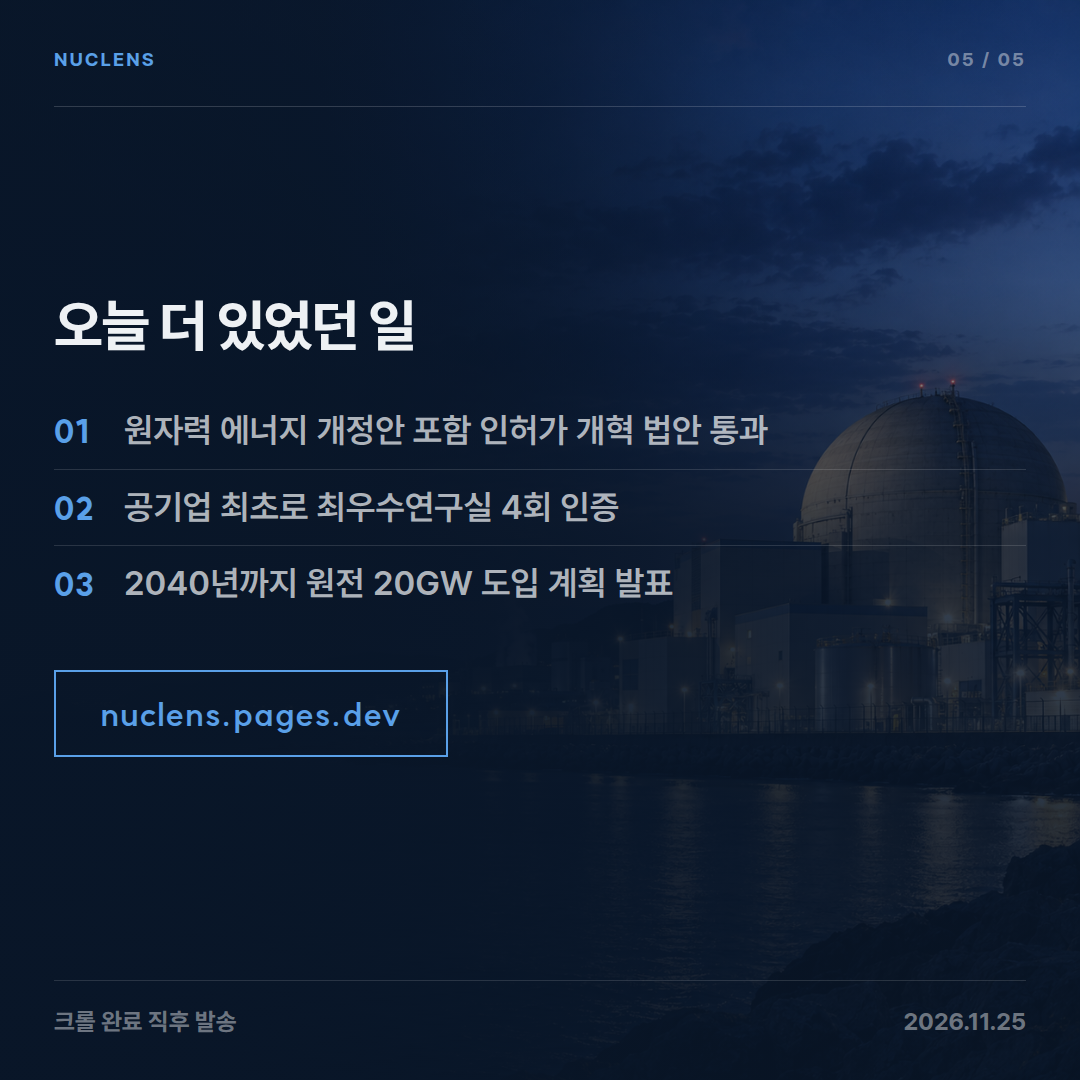 NUCLENS
05 / 05
오늘 더 있었던 일
01 원자력 에너지 개정안 포함 인허가 개혁 법안 통과
02 공기업 최초로 최우수연구실 4회 인증
03 2040년까지 원전 20GW 도입 계획 발표
nuclens.pages.dev
크롤 완료 직후 발송
2026.11.25